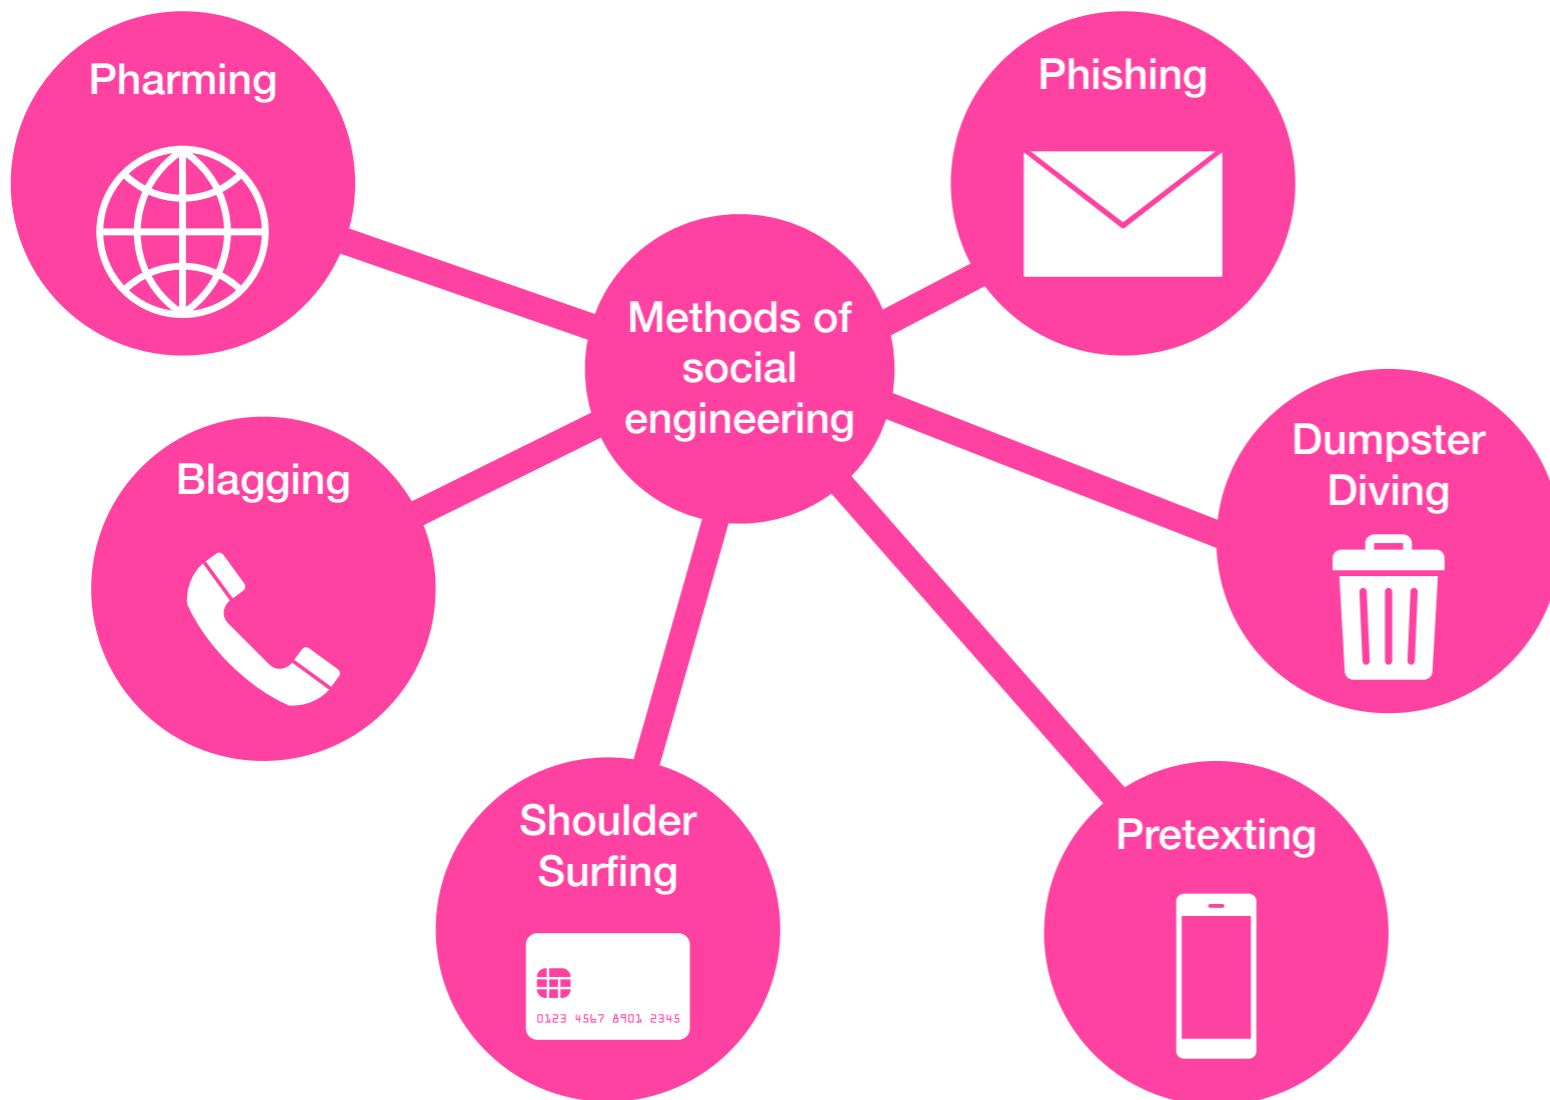 Pharming
Phishing
Methods of
social
engineering
Dumpster
Diving
Blagging
Shoulder
Surfing
0123 4567 8901 2345
Pretexting